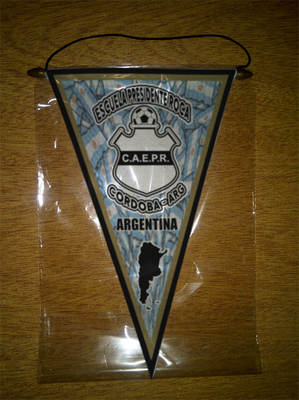 ESCUELA PRESIDENTE ROCA
C.A.E.P.R.
CORDOBA - ARG
ARGENTINA